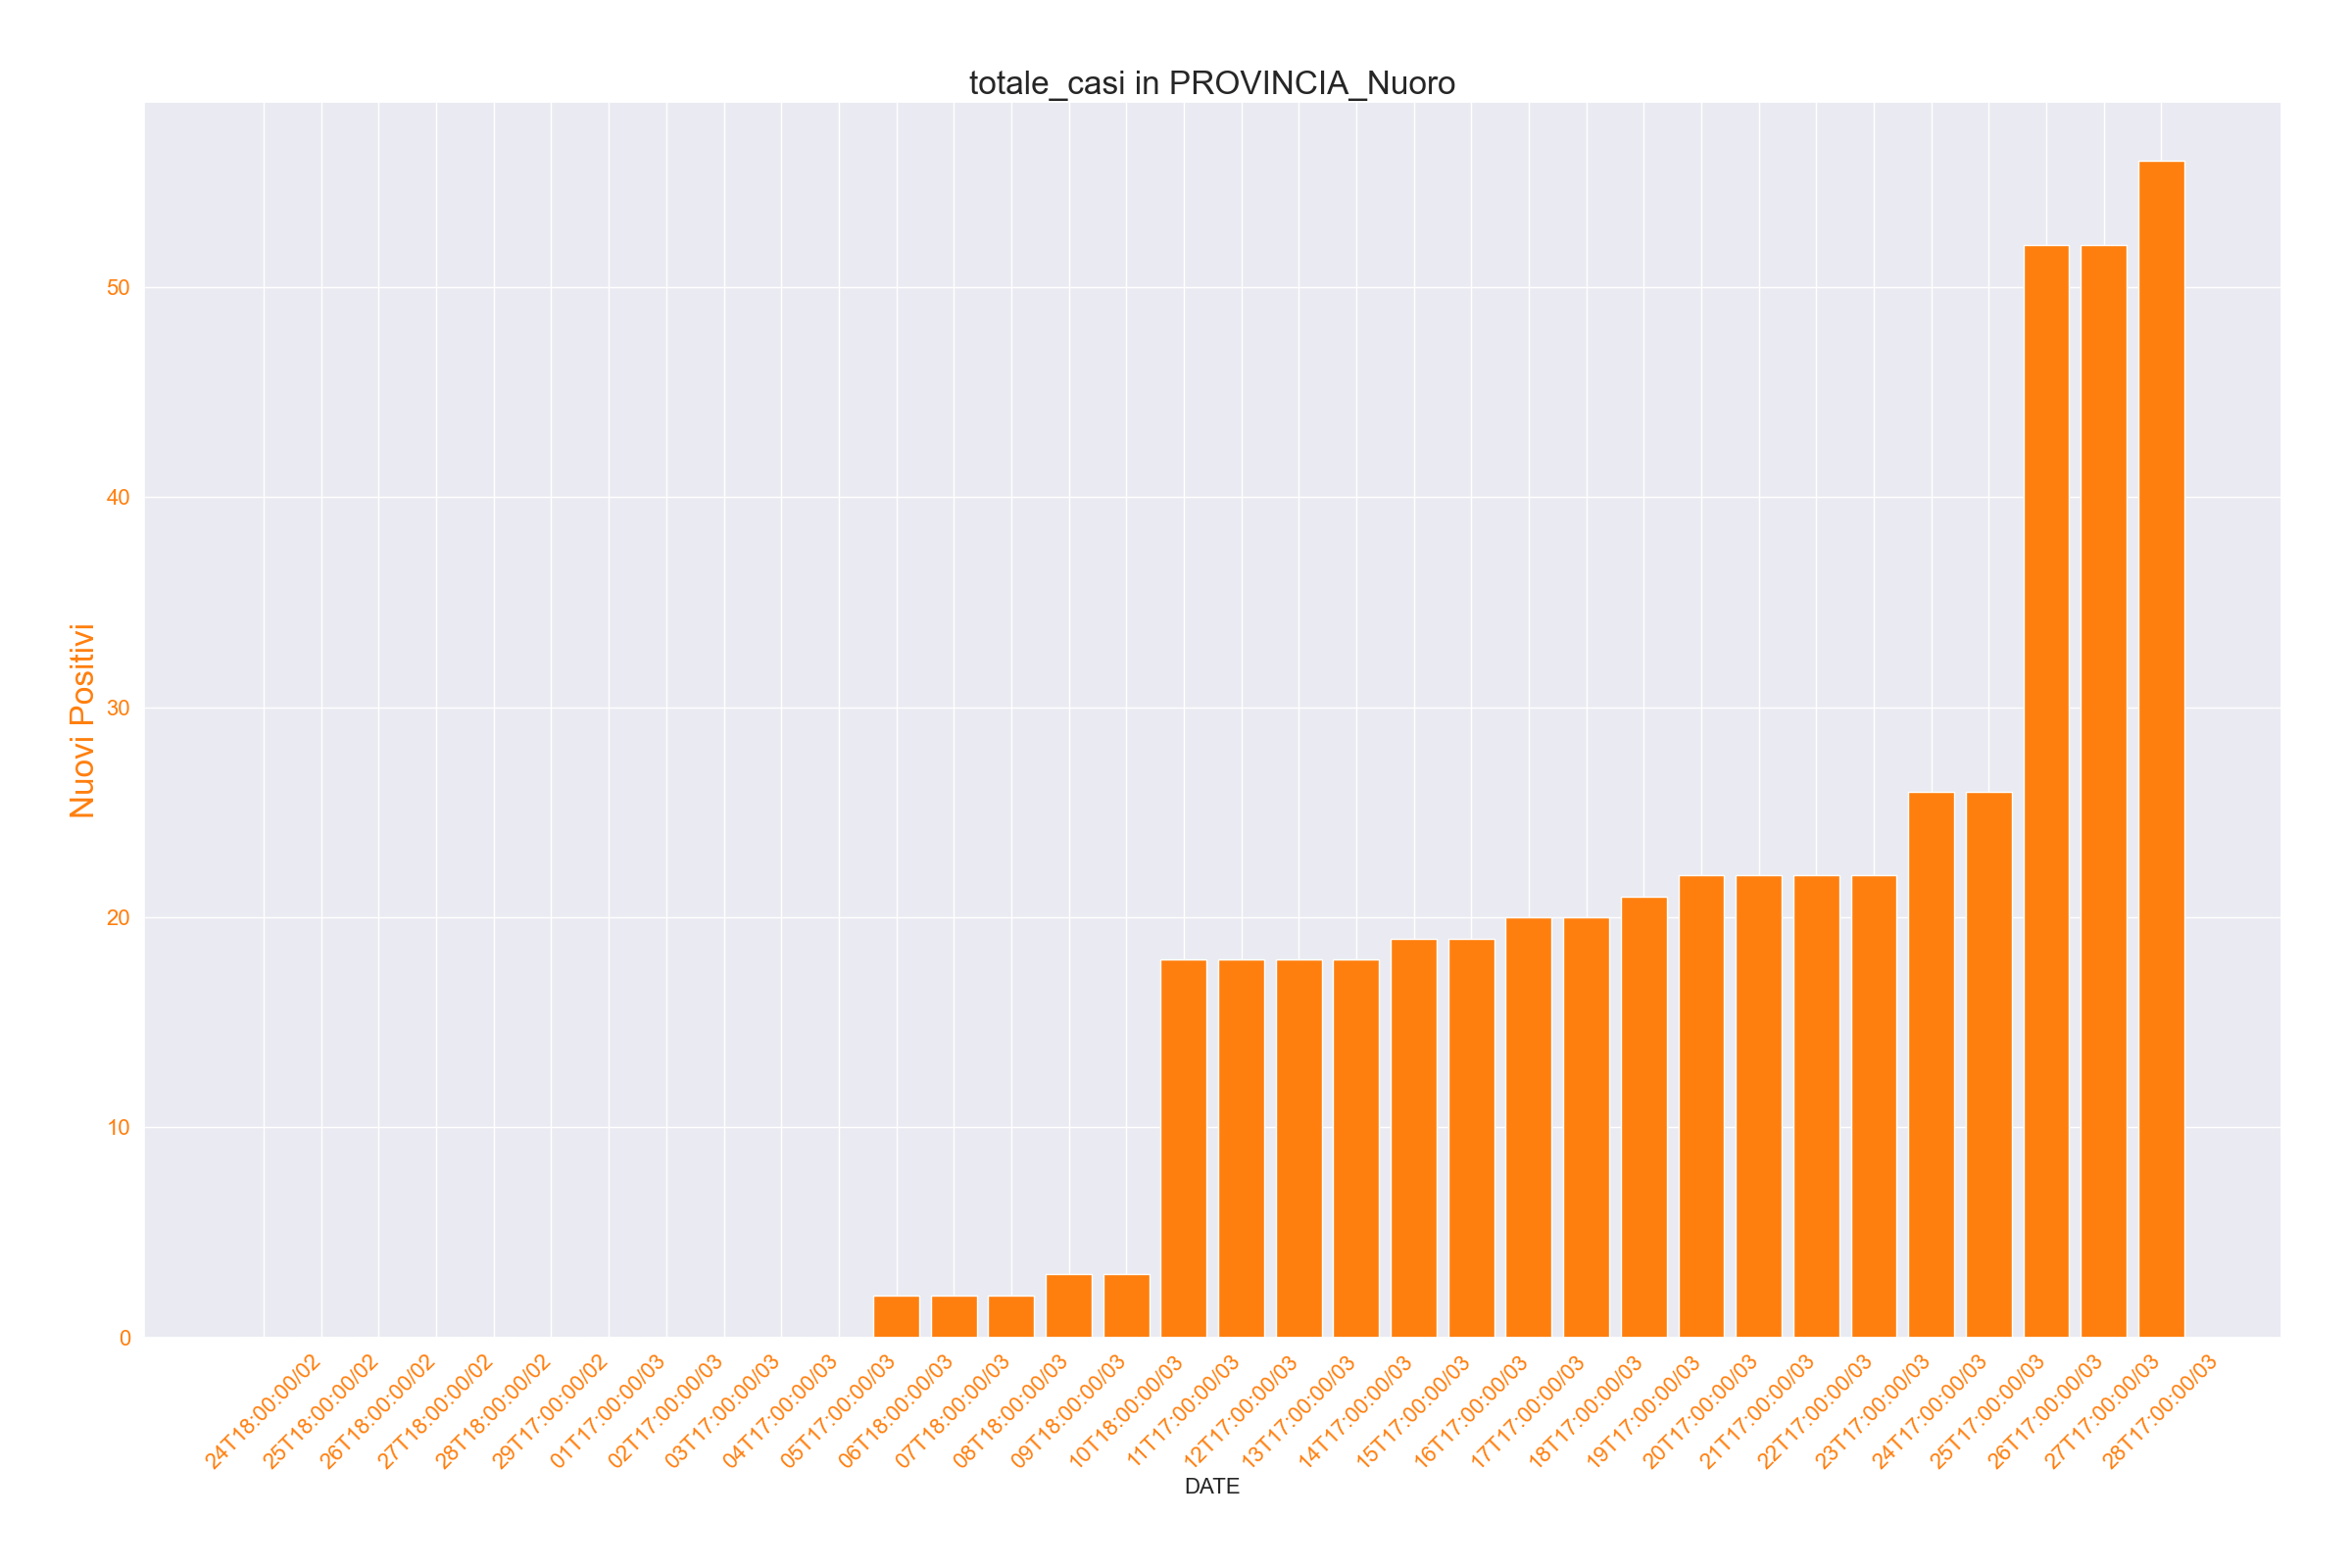 totale_casi in PROVINCIA_Nuoro
Nuovi Positivi
50
40
30
20
10
0
24T18:00:00/02
25T18:00:00/02
26T18:00:00/02
27T18:00:00/02
28T18:00:00/02
29T17:00:00/02
01T17:00:00/03
02T17:00:00/03
03T17:00:00/03
04T17:00:00/03
05T17:00:00/03
06T18:00:00/03
07T18:00:00/03
08T18:00:00/03
09T18:00:00/03
10T18:00:00/03
11T17:00:00/03
12T17:00:00/03
13T17:00:00/03
14T17:00:00/03
15T17:00:00/03
16T17:00:00/03
17T17:00:00/03
18T17:00:00/03
19T17:00:00/03
20T17:00:00/03
21T17:00:00/03
22T17:00:00/03
23T17:00:00/03
24T17:00:00/03
25T17:00:00/03
26T17:00:00/03
27T17:00:00/03
28T17:00:00/03
DATE